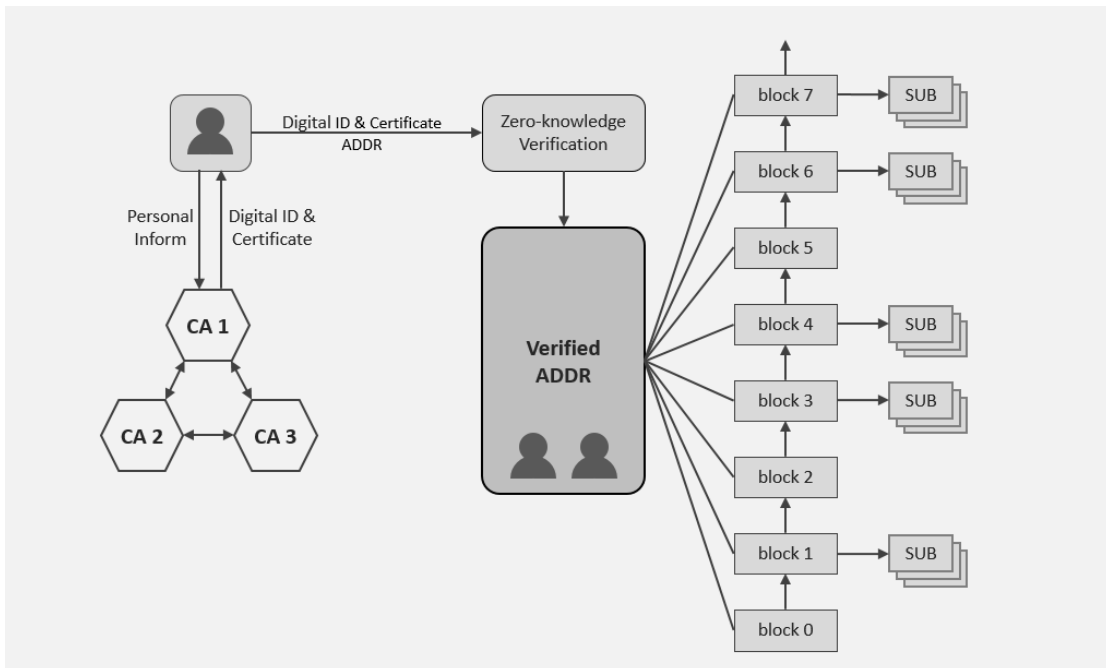 Digital ID & Certificate
ADDR
Zero-knowledge
Verification
Personal
Inform
Digital ID &
Certificate
CA 1
CA 2
CA 3
Verified
ADDR
block 7
SUB
block 6
SUB
block 5
block 4
SUB
block 3
SUB
block 2
block 1
SUB
block 0